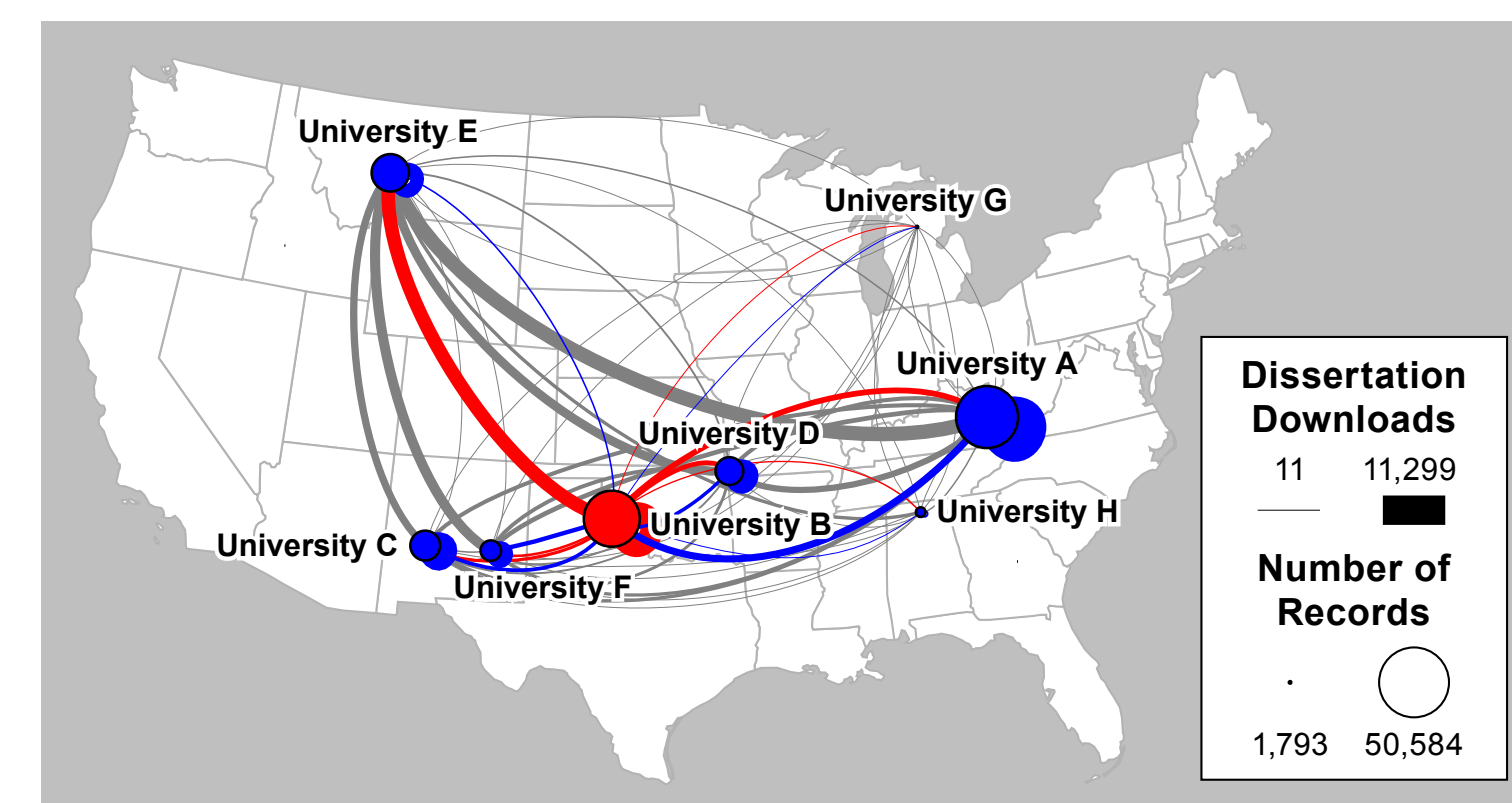 University E
University G
University A
University D
University B
University H
University C
University F
Dissertation
Downloads
11 11,299
Number of
Records
1,793 50,584